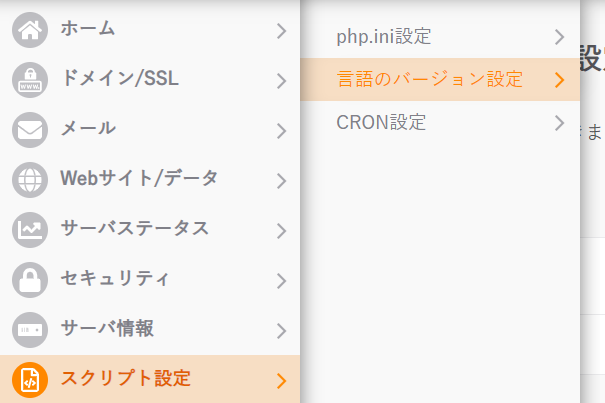 ホーム
ドメイン/SSL
メール
Webサイト/データ
サーバステータス
セキュリティ
サーバ情報
スクリプト設定
php.ini設定
言語のバージョン設定
CRON設定
設
きま